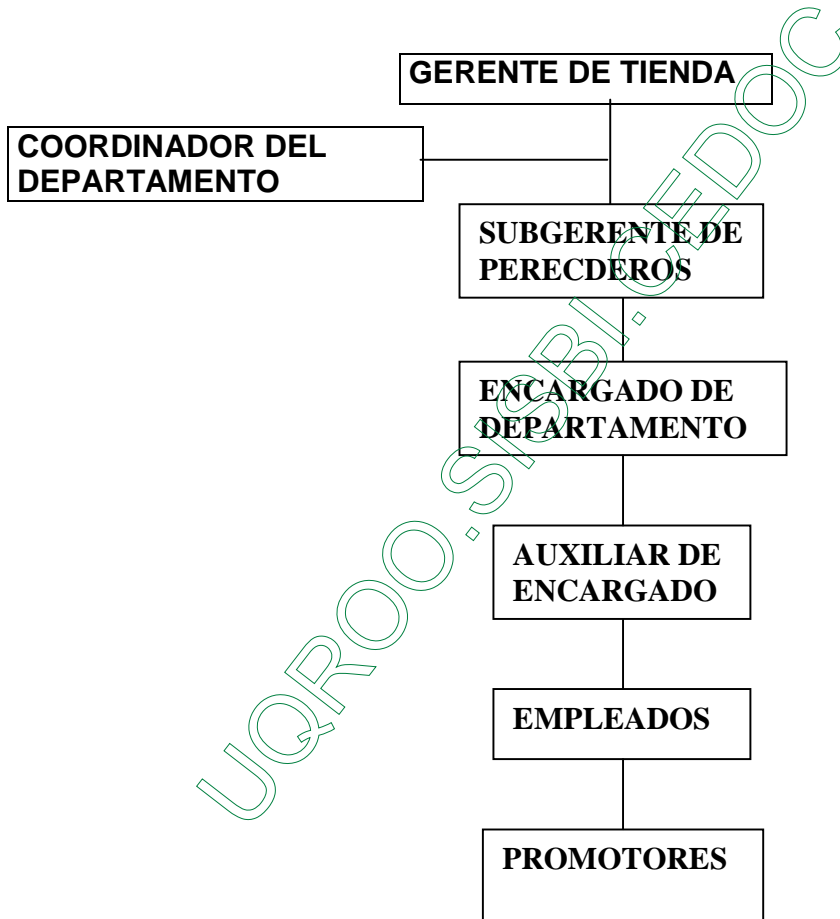 GERENTE DE TIENDA
COORDINADOR DEL
DEPARTAMENTO
SUBGERENTE DE
PERECDEROS
ENCARGADO DE
DEPARTAMENTO
AUXILIAR DE
ENCARGADO
EMPLEADOS
PROMOTORES
UQROO.SISBI.CEDOC